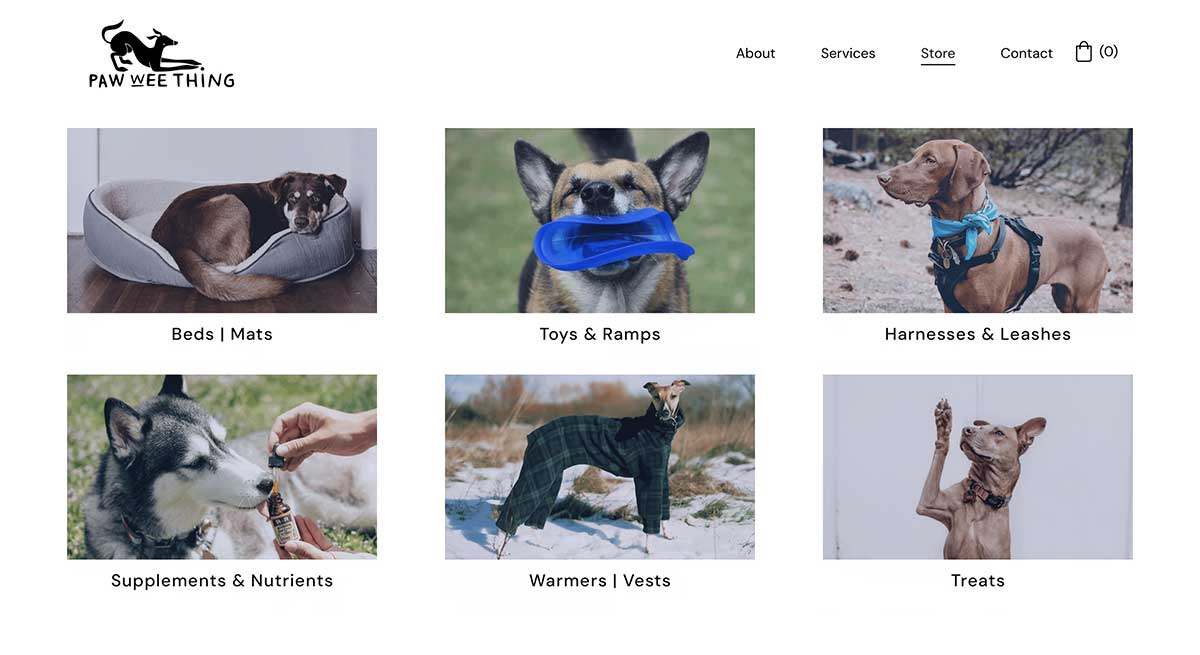 PAW WEE THING
About
Services
Store
Contact
(0)
Beds | Mats
Toys & Ramps
Harnesses & Leashes
Supplements & Nutrients
Warmers | Vests
Treats